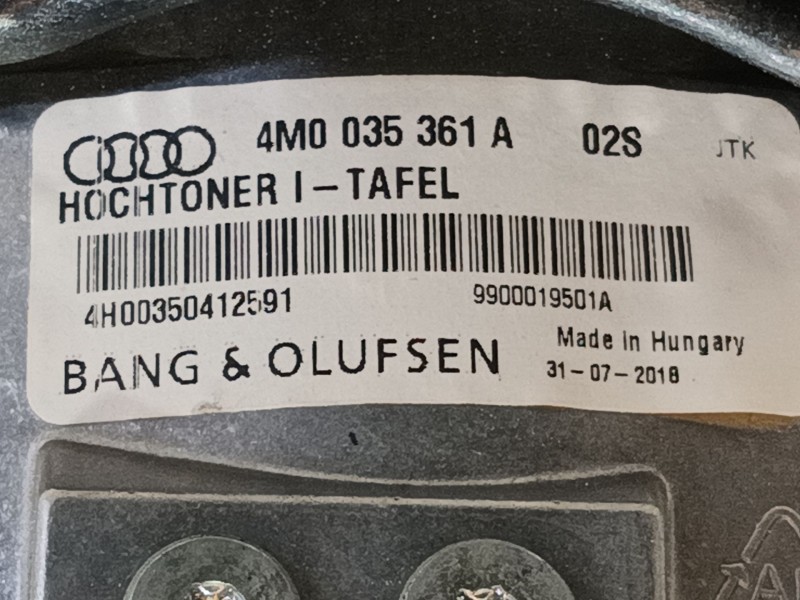 4M0 035 361 A 02S JTK
HOCHTONER I-TAFEL
4H00350412591 9900019501A
BANG & OLUFSEN
Made in Hungary
31-07-2018